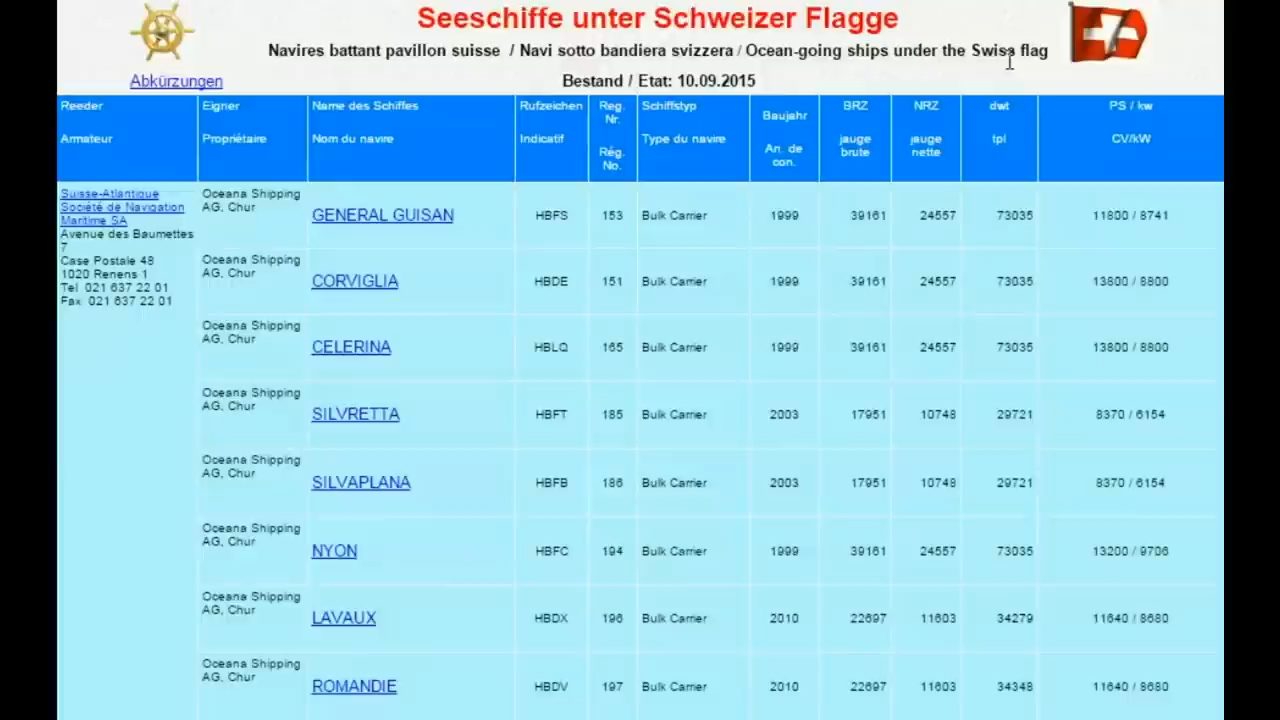 Seeschiffe unter Schweizer Flagge
Navires battant pavillon suisse / Navi sotto bandiera svizzera / Ocean-going ships under the Swiss flag
Abkürzungen
Bestand / Etat: 10.09.2015
Reeder
Armateur
Eigner
Propriétaire
Name des Schiffes
Nom du navire
Rufzeichen
Indicatif
Reg.
Nr.
Rég.
No.
Schiffstyp
Type du navire
Baujahr
An. de
con.
BRZ
jauge
brute
NRZ
jauge
nette
dwt
tpl
PS / kw
CV/kW
Suisse-Atlantique
Société de Navigation
Maritime SA
Avenue des Baumettes
7
Case Postale 48
1020 Renens 1
Tel 021 637 22 01
Fax 021 637 22 01
Oceana Shipping
AG, Chur
GENERAL GUISAN HBFS 153 Bulk Carrier 1999 39161 24557 73035 11800 / 8741
Oceana Shipping
AG, Chur
CORVIGLIA HBDE 151 Bulk Carrier 1999 39161 24557 73035 13800 / 8800
Oceana Shipping
AG, Chur
CELERINA HBLQ 165 Bulk Carrier 1999 39161 24557 73035 13800 / 8800
Oceana Shipping
AG, Chur
SILVRETTA HBFT 185 Bulk Carrier 2003 17951 10748 29721 8370 / 6154
Oceana Shipping
AG, Chur
SILVAPLANA HBFB 186 Bulk Carrier 2003 17951 10748 29721 8370 / 6154
Oceana Shipping
AG, Chur
NYON HBFC 194 Bulk Carrier 1999 39161 24557 73035 13200 / 9706
Oceana Shipping
AG, Chur
LAVAUX HBDX 196 Bulk Carrier 2010 22697 11603 34279 11640 / 8680
Oceana Shipping
AG, Chur
ROMANDIE HBDV 197 Bulk Carrier 2010 22697 11603 34348 11640 / 8680